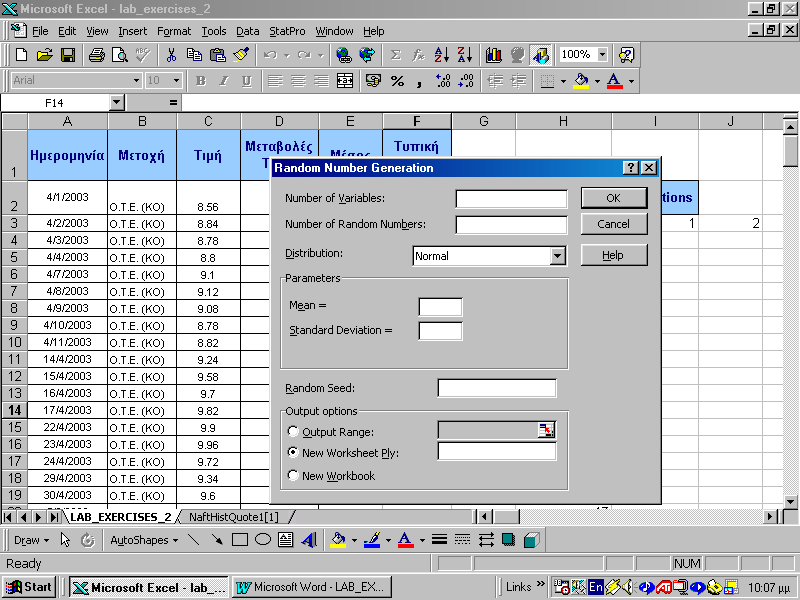 Microsoft Excel - lab_exercises_2
File Edit View Insert Format Tools Data StatPro Window Help
100%
Arial 10 B I U
F14 =
A B C D E F G H I J
1 Ημερομηνία Μετοχή Τιμή Μεταβολές Τυπική
2 4/1/2003 O.T.E. (KO) 8.56 tions
3 4/2/2003 O.T.E. (KO) 8.84 1 2
4 4/3/2003 O.T.E. (KO) 8.78
5 4/4/2003 O.T.E. (KO) 8.8
6 4/7/2003 O.T.E. (KO) 9.1
7 4/8/2003 O.T.E. (KO) 9.12
8 4/9/2003 O.T.E. (KO) 9.08
9 4/10/2003 O.T.E. (KO) 8.78
10 4/11/2003 O.T.E. (KO) 8.82
11 14/4/2003 O.T.E. (KO) 9.24
12 15/4/2003 O.T.E. (KO) 9.58
13 16/4/2003 O.T.E. (KO) 9.7
14 17/4/2003 O.T.E. (KO) 9.82
15 22/4/2003 O.T.E. (KO) 9.9
16 23/4/2003 O.T.E. (KO) 9.96
17 24/4/2003 O.T.E. (KO) 9.72
18 29/4/2003 O.T.E. (KO) 9.34
19 30/4/2003 O.T.E. (KO) 9.6
Random Number Generation
Number of Variables:
OK
Number of Random Numbers:
Cancel
Distribution: Normal
Help
Parameters
Mean =
Standard Deviation =
Random Seed:
Output options
Output Range:
New Worksheet Ply:
New Workbook
LAB_EXERCISES_2 NaftHistQuote1[1]
Draw AutoShapes
Ready NUM
Start Microsoft Excel - lab_... Microsoft Word - LAB_EX... Links » En 10:07 μμ